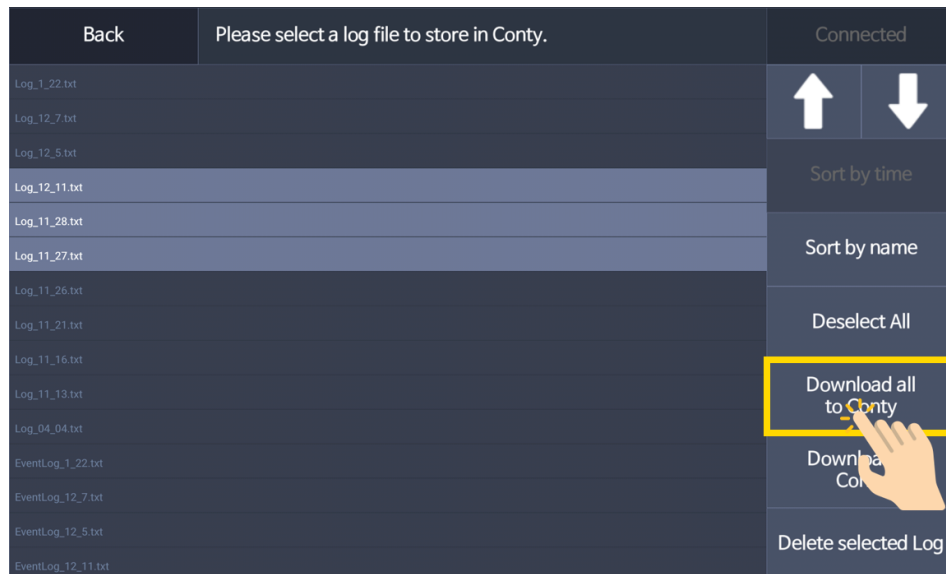 Back
Please select a log file to store in Conty.
Connected
Log_1_22.txt
Log_12_7.txt
Log_12_5.txt
Log_12_11.txt
Log_11_28.txt
Log_11_27.txt
Log_11_26.txt
Log_11_21.txt
Log_11_16.txt
Log_11_13.txt
Log_04_04.txt
EventLog_1_22.txt
EventLog_12_7.txt
EventLog_12_5.txt
EventLog_12_11.txt
Sort by time
Sort by name
Deselect All
Download all
to Conty
Delete selected Log